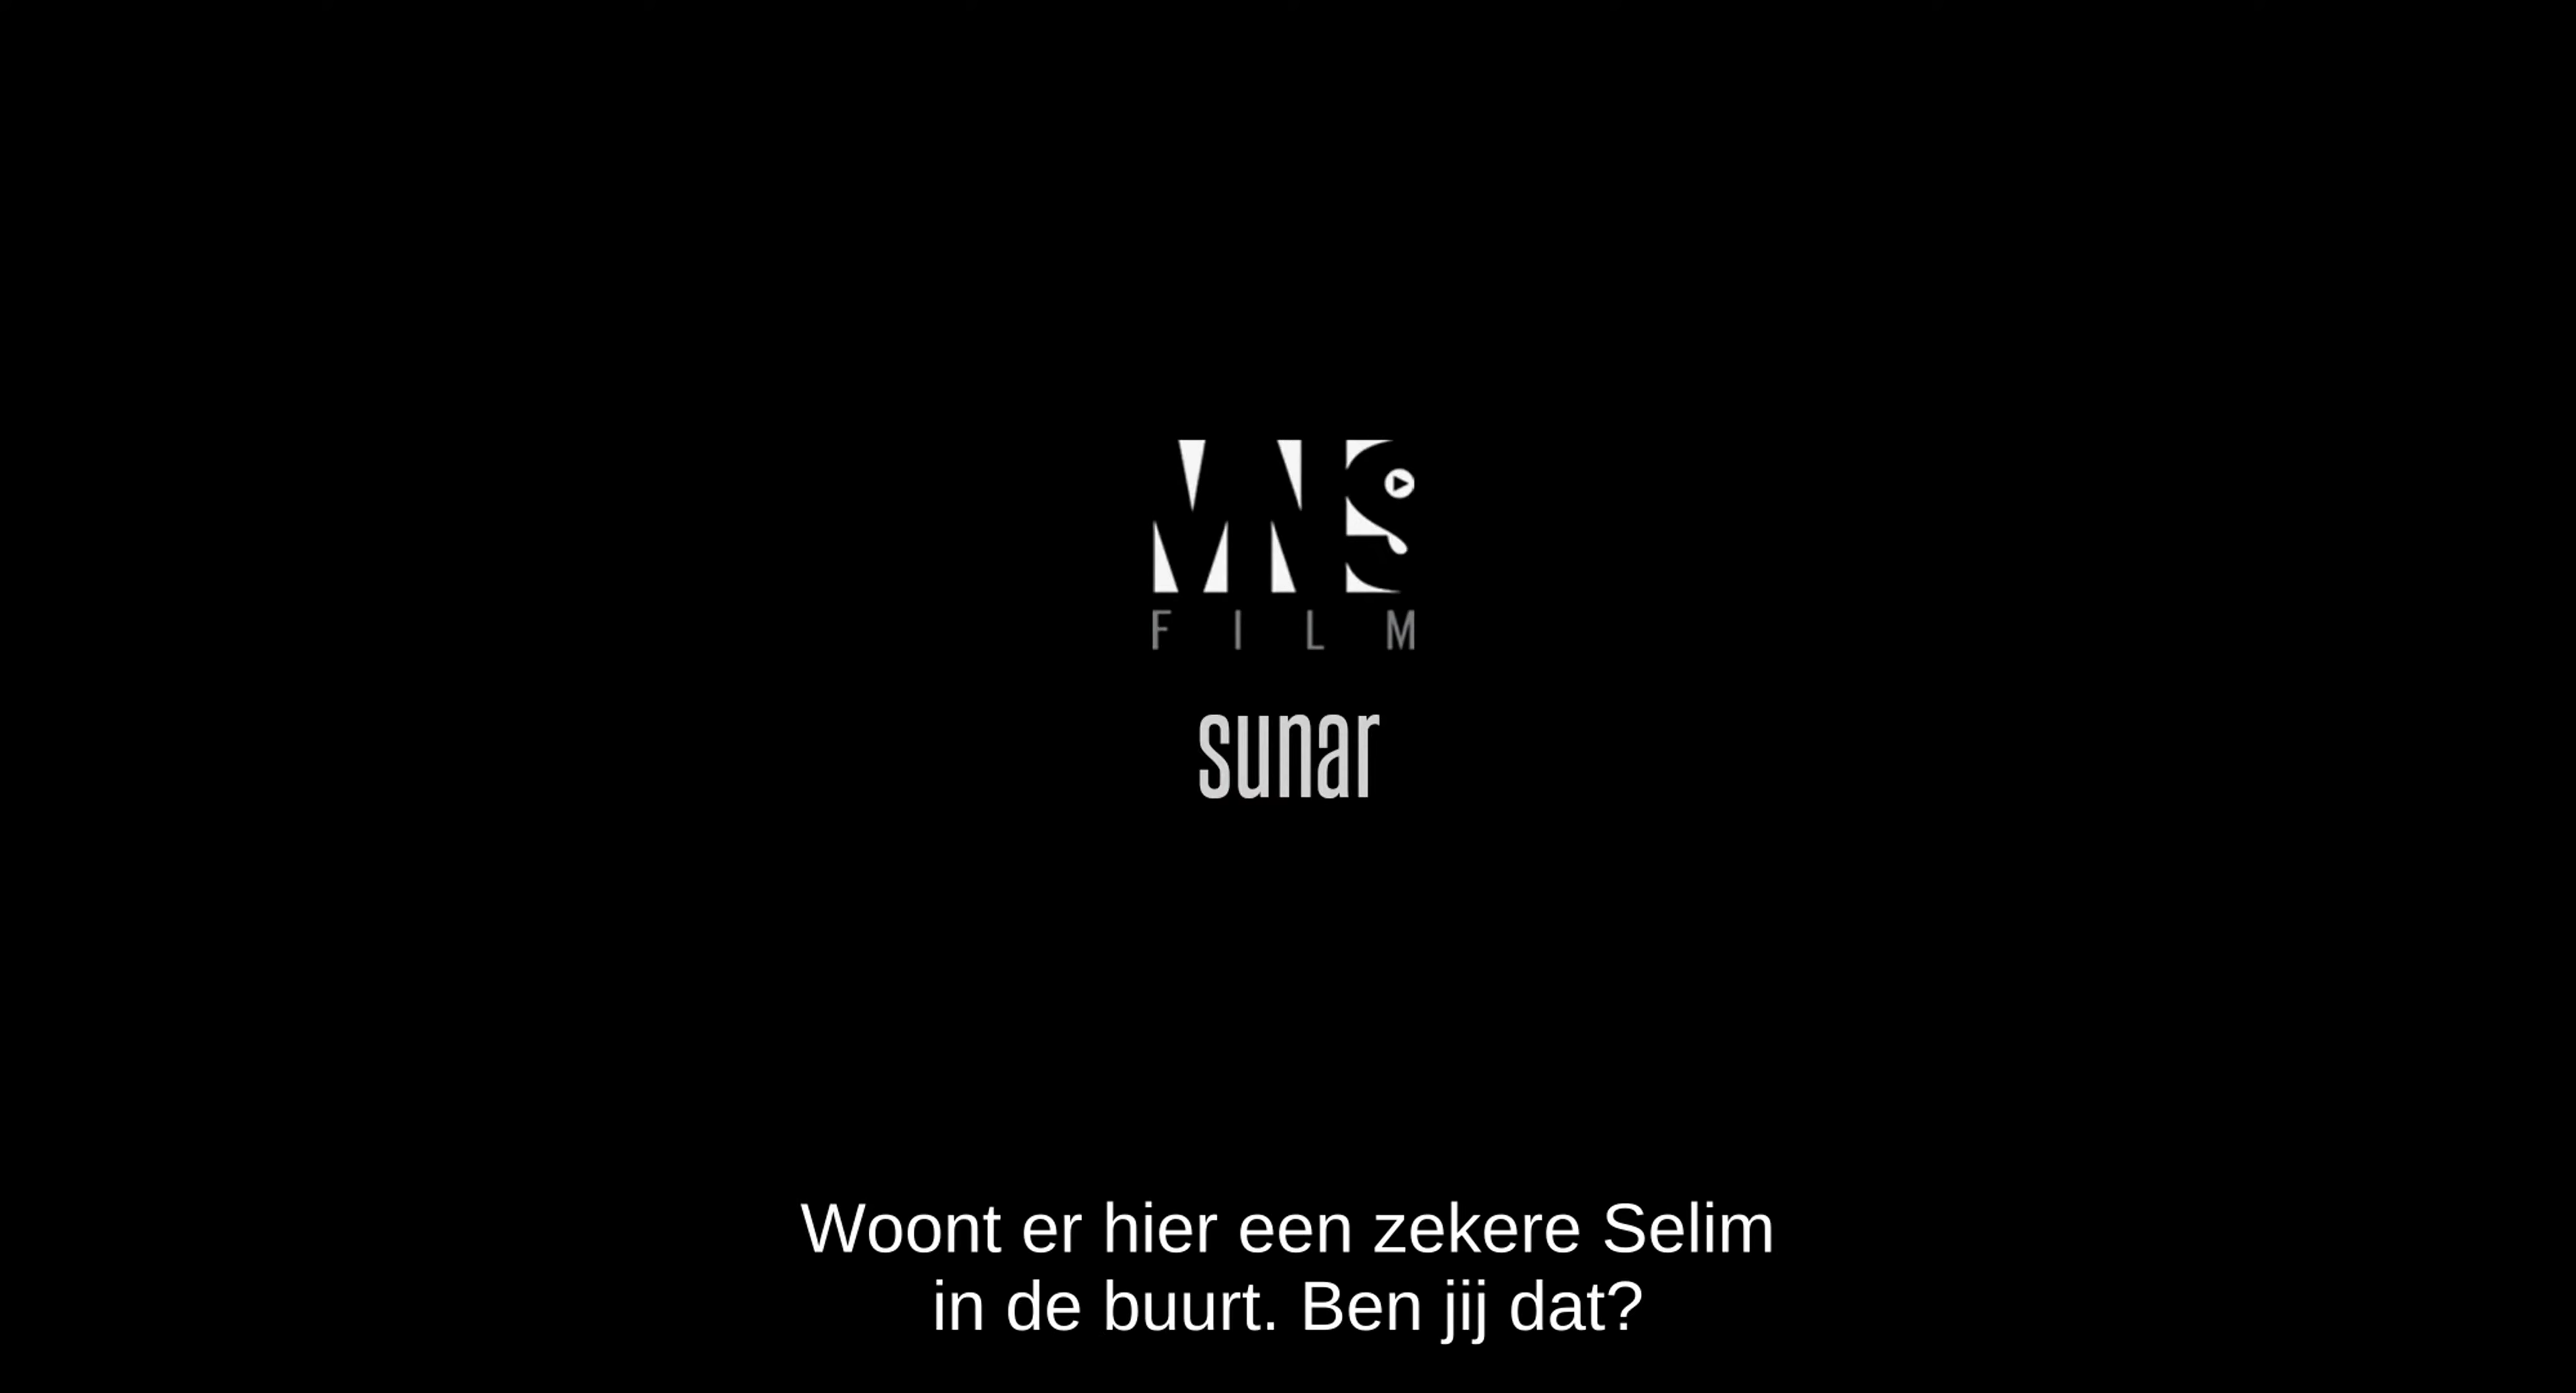 MNS
FILM
sunar
Woont er hier een zekere Selim
in de buurt. Ben jij dat?